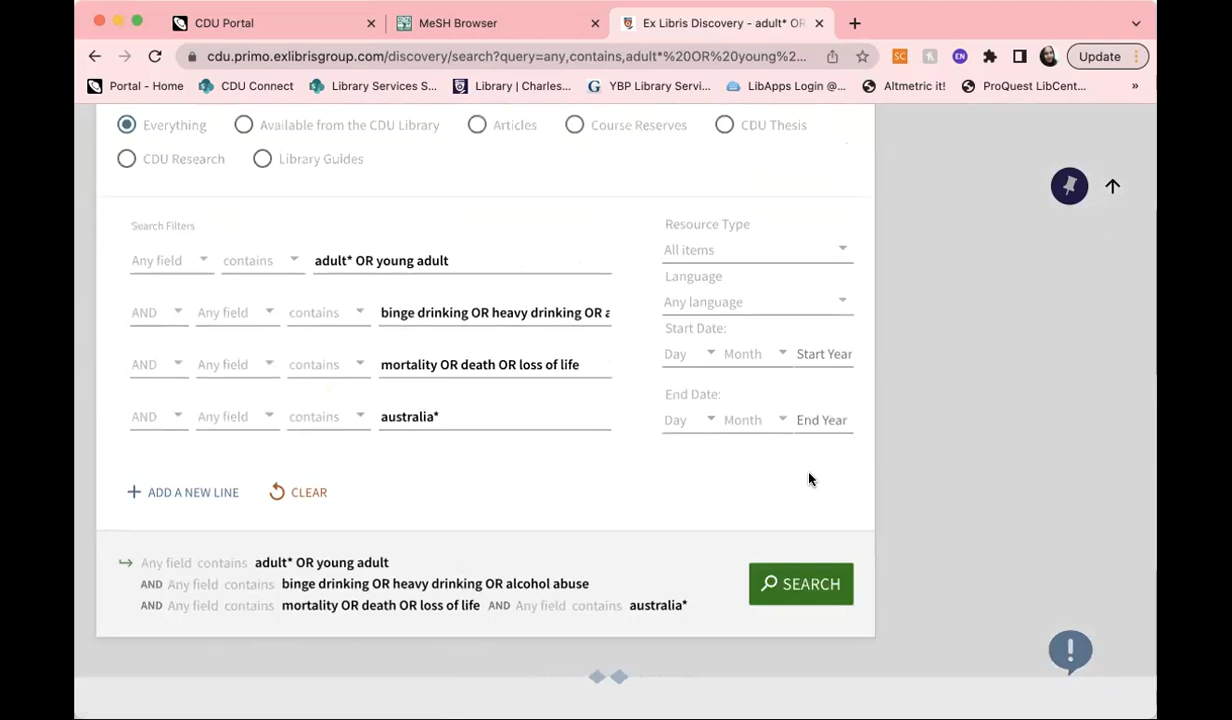 CDU Portal
MeSH Browser
Ex Libris Discovery - adult* OR
cdu.primo.exlibrisgroup.com/discovery/search?query=any,contains,adult*%20OR%20young%2...
SC
EN
Update
Portal - Home
CDU Connect
Library Services S...
Library | Charles...
G
YBP Library Servi...
LibApps Login @...
Altmetric it!
ProQuest LibCent...
»
Everything
Available from the CDU Library
Articles
Course Reserves
CDU Thesis
CDU Research
Library Guides
Search Filters
Any field contains adult* OR young adult
AND Any field contains binge drinking OR heavy drinking OR a
AND Any field contains mortality OR death OR loss of life
AND Any field contains australia*
Resource Type
All items
Language
Any language
Start Date:
Day Month Start Year
End Date:
Day Month End Year
+ ADD A NEW LINE
CLEAR
Any field contains adult* OR young adult
AND Any field contains binge drinking OR heavy drinking OR alcohol abuse
AND Any field contains mortality OR death OR loss of life AND Any field contains australia*
SEARCH
!